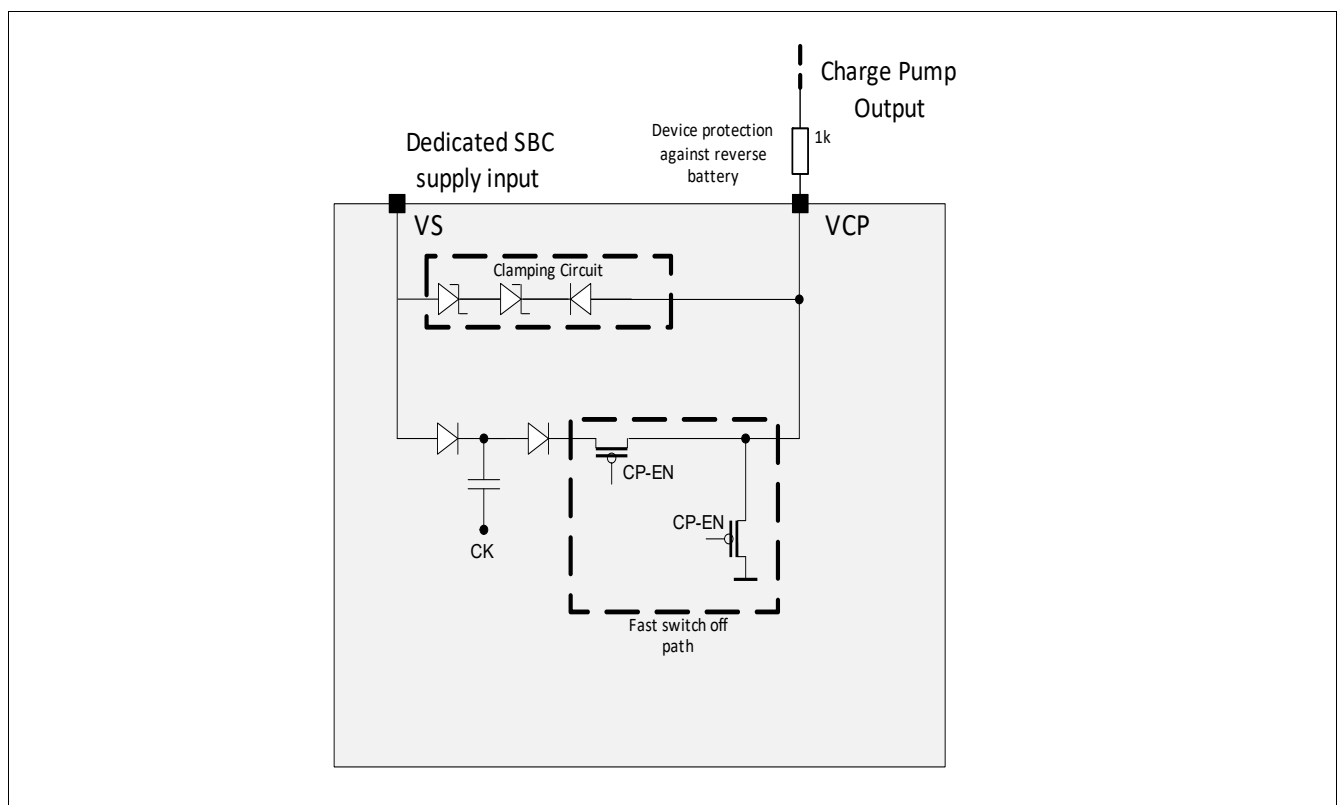 Charge Pump
Output
Device protection
against reverse
battery
1k
Dedicated SBC
supply input
VS
VCP
Clamping Circuit
CP-EN
CP-EN
CK
Fast switch off
path